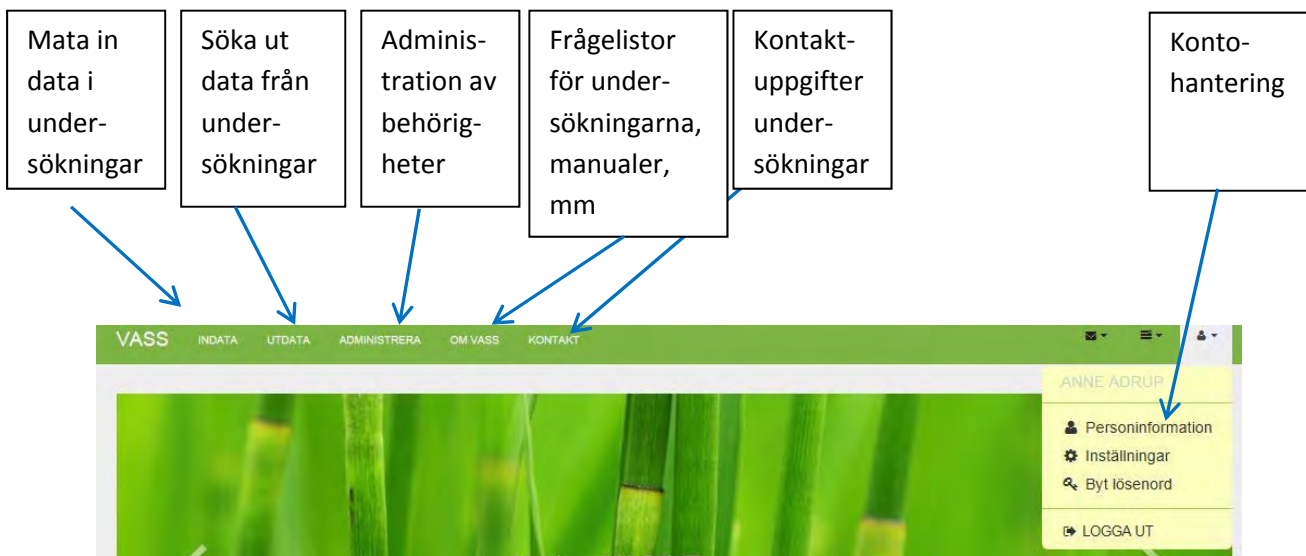 Mata in
data i
under-
sökningar
Söka ut
data från
under-
sökningar
Adminis-
tration av
behörig-
heter
Frågelistor
för under-
sökningarna,
manualer,
mm
Kontakt-
uppgifter
under-
sökningar
Konto-
hantering
VASS INDATA UTDATA ADMINISTRERA OM VASS KONTAKT
ANNE ADRUP
Personinformation
Inställningar
Byt lösenord
LOGGA UT